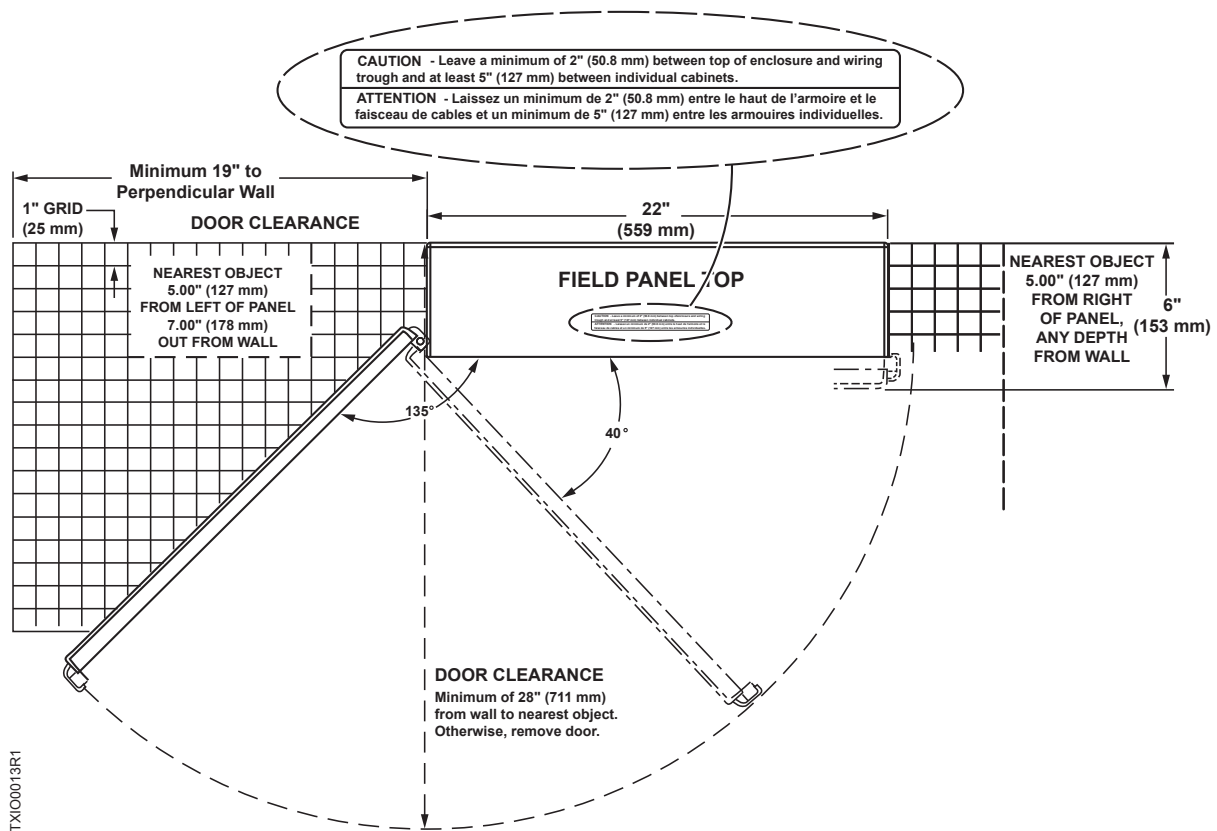 CAUTION - Leave a minimum of 2" (50.8 mm) between top of enclosure and wiring
trough and at least 5" (127 mm) between individual cabinets.
ATTENTION - Laissez un minimum de 2" (50.8 mm) entre le haut de l'armoire et le
faisceau de cables et un minimum de 5" (127 mm) entre les armouires individuelles.
Minimum 19" to
Perpendicular Wall
1" GRID
(25 mm)
DOOR CLEARANCE
22"
(559 mm)
NEAREST OBJECT
5.00" (127 mm)
FROM LEFT OF PANEL
7.00" (178 mm)
OUT FROM WALL
FIELD PANEL TOP
NEAREST OBJECT
5.00" (127 mm)
FROM RIGHT
OF PANEL,
ANY DEPTH
FROM WALL
6"
(153 mm)
135°
40°
DOOR CLEARANCE
Minimum of 28" (711 mm)
from wall to nearest object.
Otherwise, remove door.
TXIO0013R1